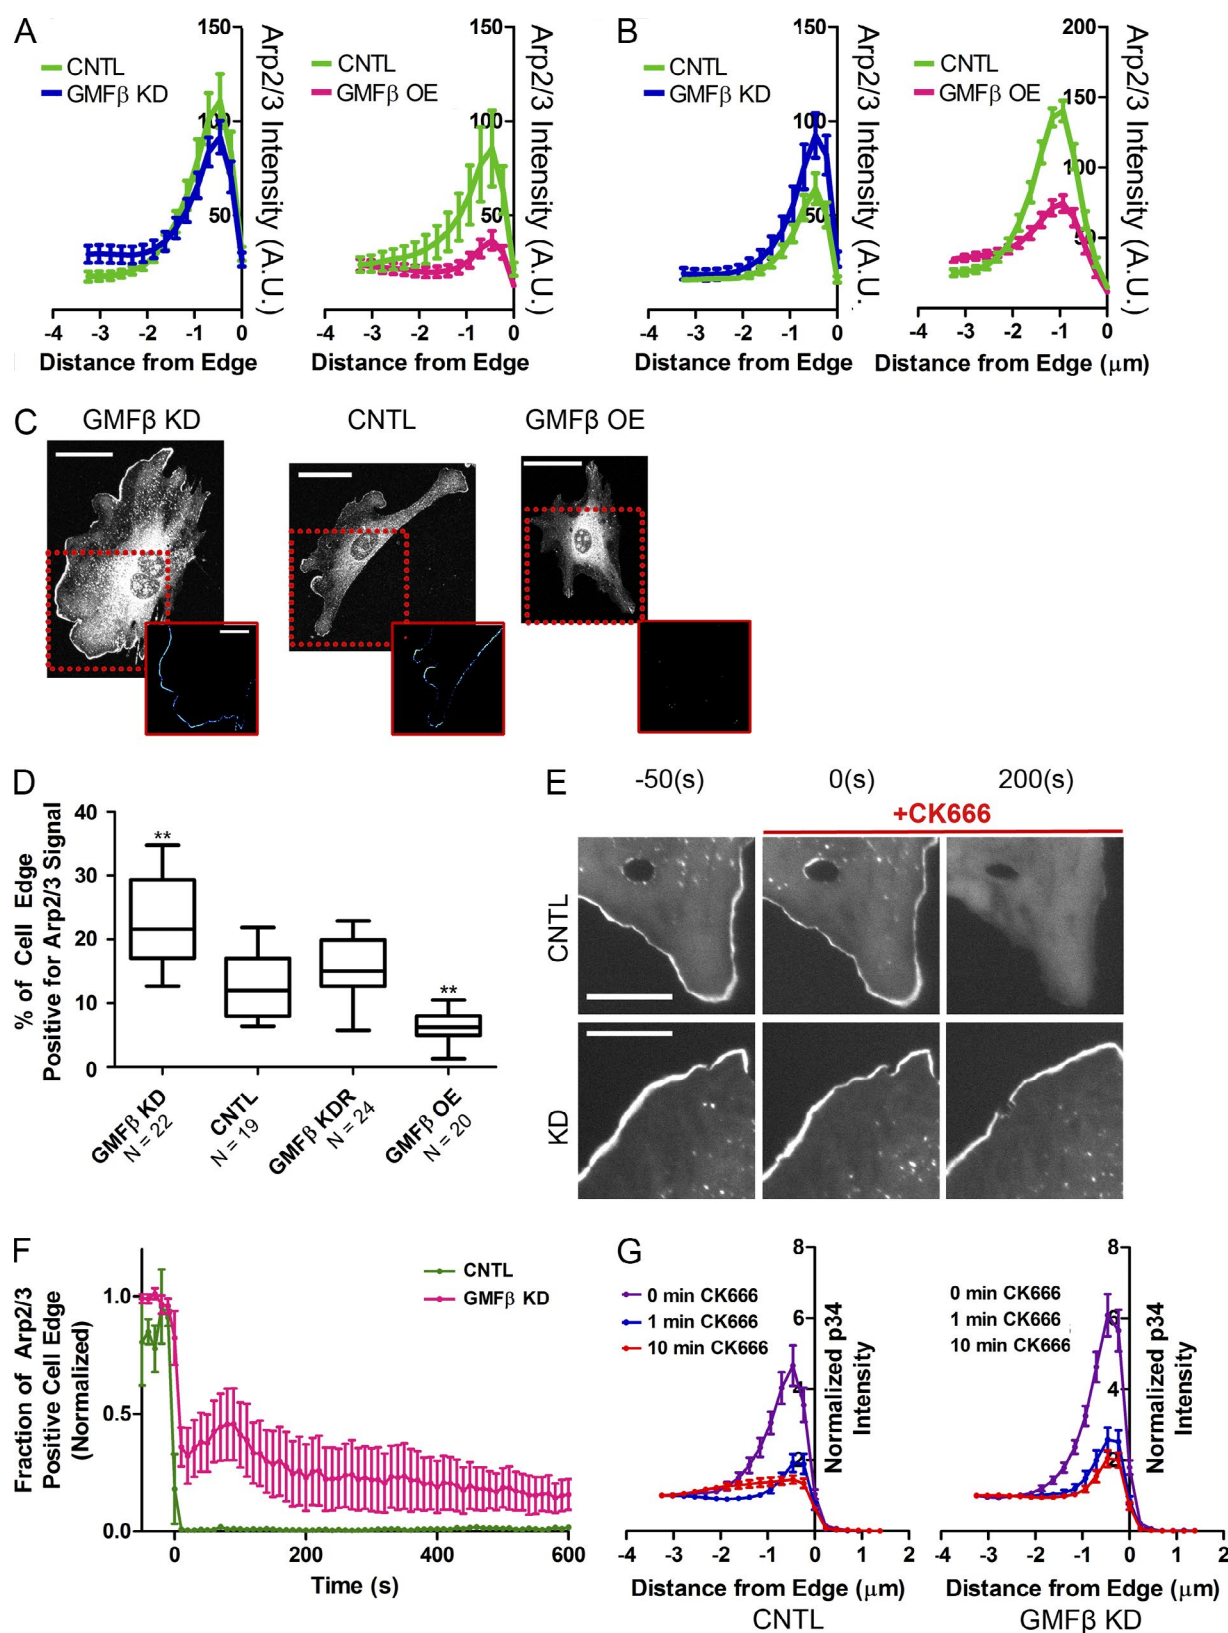 A
CNTL
GMFβ KD
150
100
50
Arp2/3 Intensity (A.U.)
-4 -3 -2 -1 0
Distance from Edge
CNTL
GMFβ OE
150
100
50
Arp2/3 Intensity (A.U.)
-4 -3 -2 -1 0
Distance from Edge
B
CNTL
GMFβ KD
150
100
50
Arp2/3 Intensity (A.U.)
-4 -3 -2 -1 0
Distance from Edge
CNTL
GMFβ OE
200
150
100
50
Arp2/3 Intensity (A.U.)
-4 -3 -2 -1 0
Distance from Edge (μm)
C
GMFβ KD
CNTL
GMFβ OE
D
% of Cell Edge
Positive for Arp2/3 Signal
40
30
20
10
0
**
**
GMFβ KD
N = 22
CNTL
N = 19
GMFβ KDR
N = 24
GMFβ OE
N = 20
E
-50(s) 0(s) 200(s)
+CK666
CNTL
KD
F
Fraction of Arp2/3
Positive Cell Edge
(Normalized)
1.0
0.5
0.0
CNTL
GMFβ KD
0 200 400 600
Time (s)
G
0 min CK666
1 min CK666
10 min CK666
8
6
4
2
Normalized p34
Intensity
-4 -3 -2 -1 0 1 2
Distance from Edge (μm)
CNTL
0 min CK666
1 min CK666
10 min CK666
8
6
4
2
Normalized p34
Intensity
-4 -3 -2 -1 0 1 2
Distance from Edge (μm)
GMFβ KD